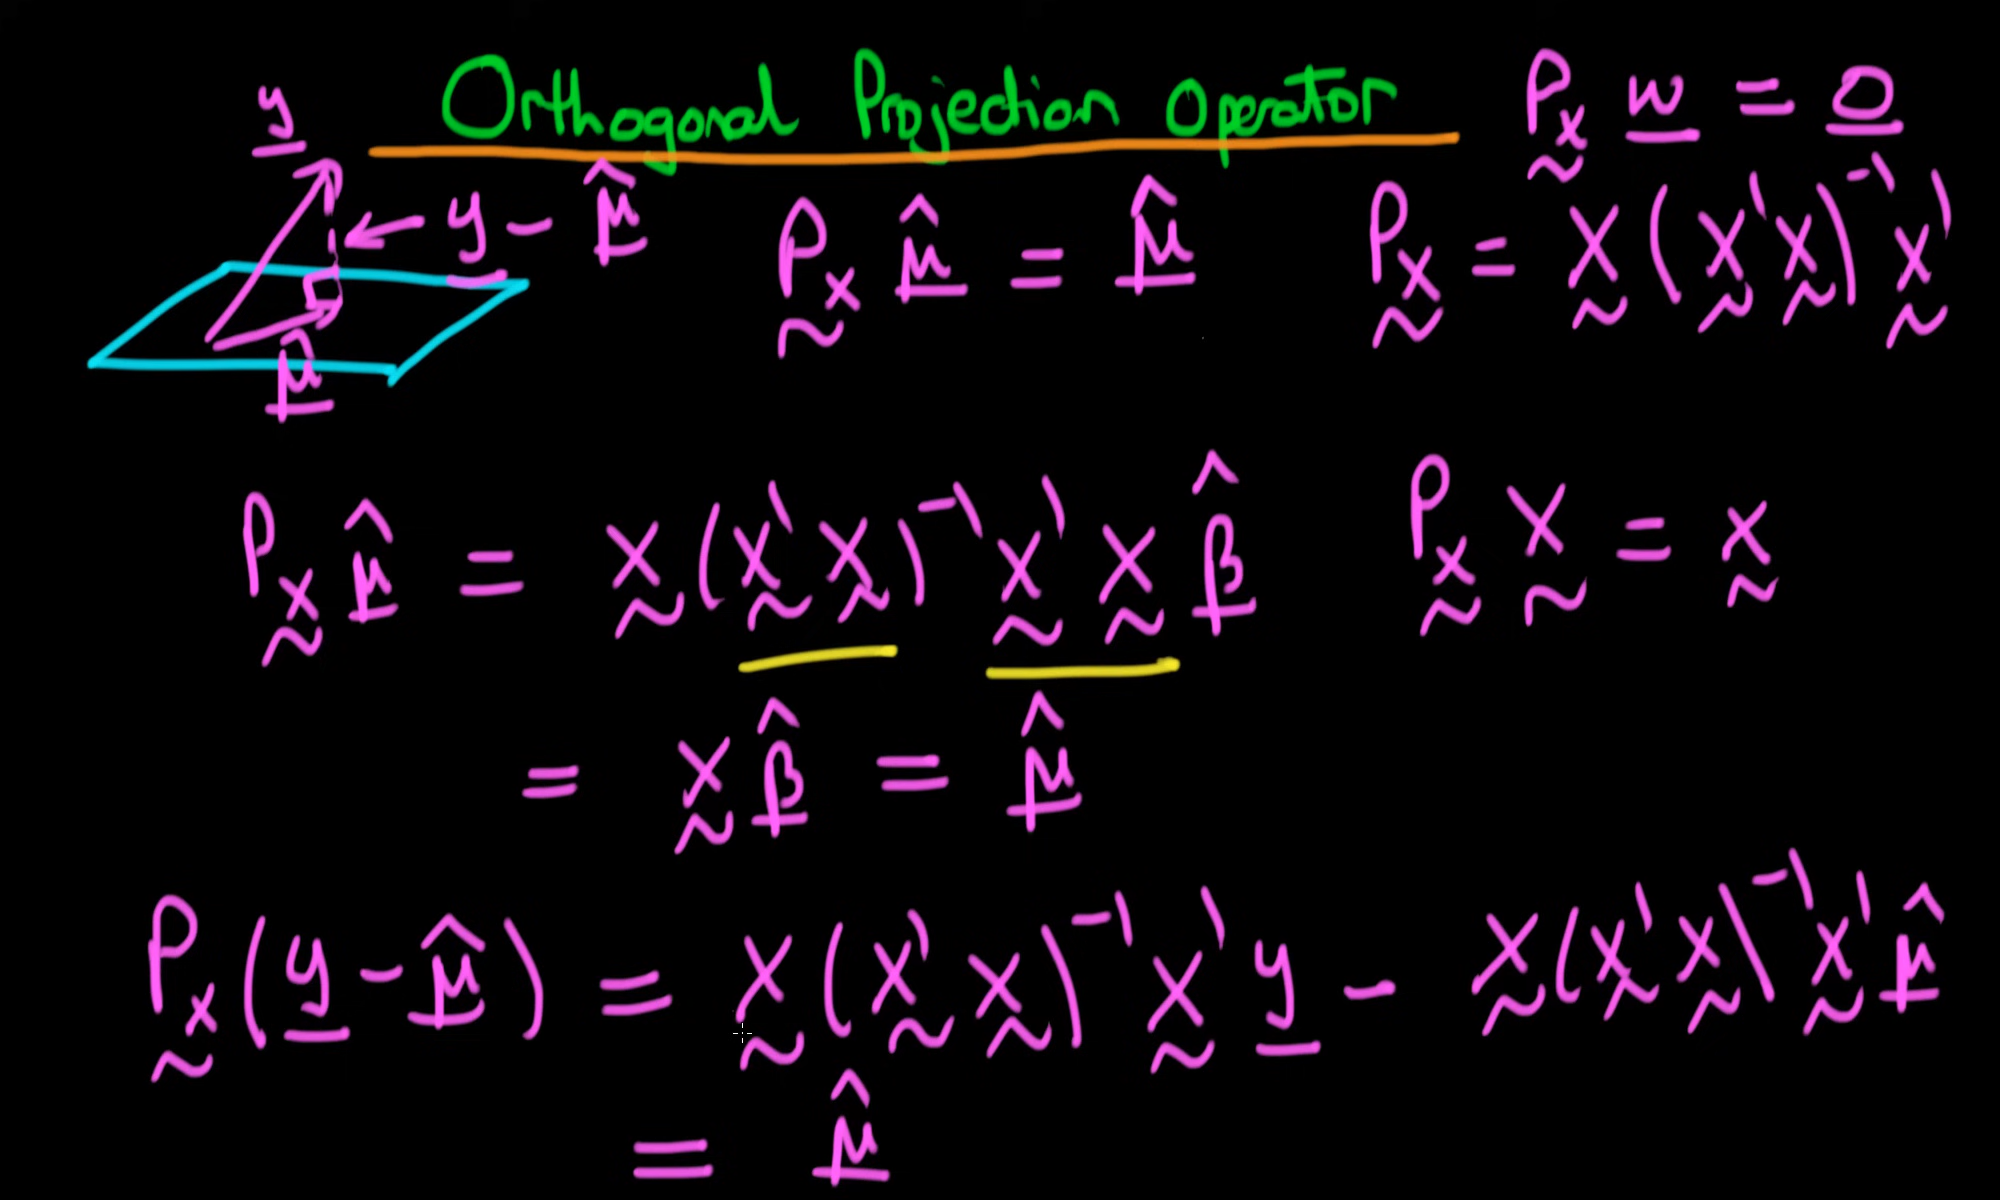 Orthogonal Projection Operator
P_X w = 0
y
y - μ̂
P_X μ̂ = μ̂
P_X = X(X'X)⁻¹X'
μ̂
P_X μ̂ = X(X'X)⁻¹X'Xβ̂
P_X X = X
= Xβ̂ = μ̂
P_X(y - μ̂) = X(X'X)⁻¹X'y - X(X'X)⁻¹X'μ̂
= μ̂